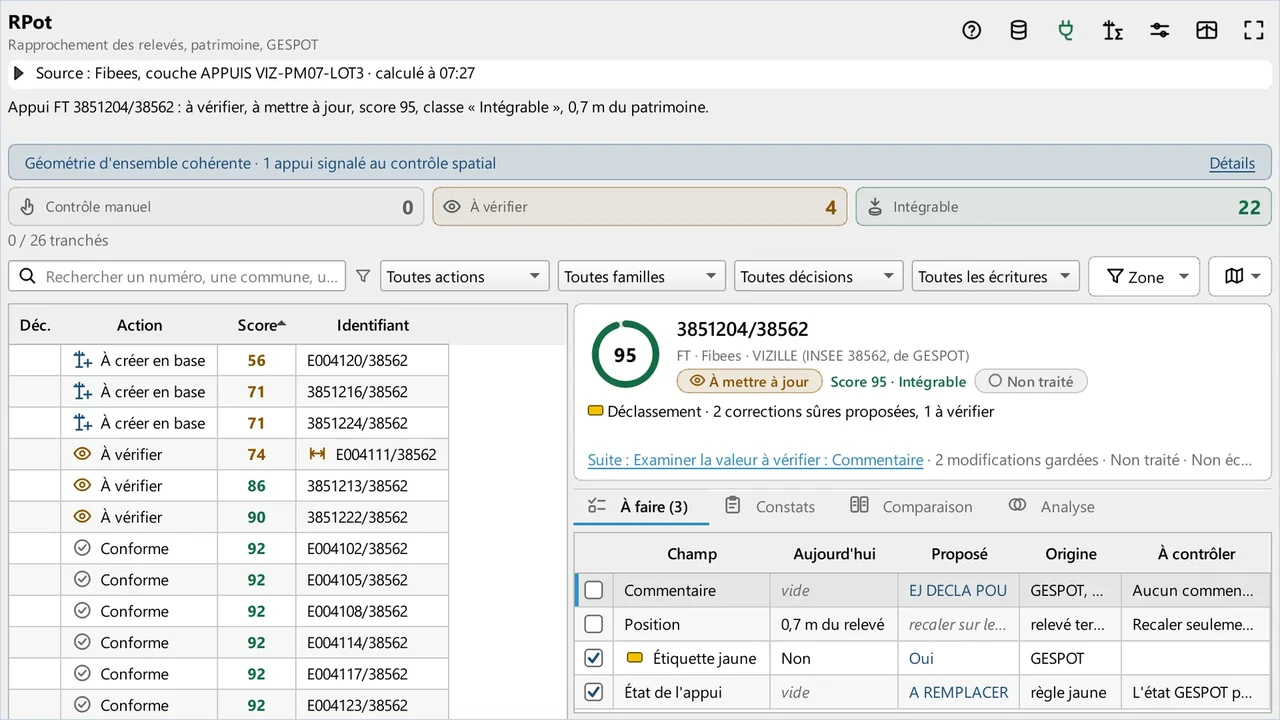 RPot
Rapprochement des relevés, patrimoine, GESPOT
Source : Fibees, couche APPUIS VIZ-PM07-LOT3 · calculé à 07:27
Appui FT 3851204/38562 : à vérifier, à mettre à jour, score 95, classe « Intégrable », 0,7 m du patrimoine.
Géométrie d'ensemble cohérente · 1 appui signalé au contrôle spatial Détails
Contrôle manuel 0 À vérifier 4 Intégrable 22
0 / 26 tranchés
Rechercher un numéro, une commune, u... Toutes actions Toutes familles Toutes décisions Toutes les écritures Zone
Déc. Action Score Identifiant
À créer en base 56 E004120/38562
À créer en base 71 3851216/38562
À créer en base 71 3851224/38562
À vérifier 74 E004111/38562
À vérifier 86 3851213/38562
À vérifier 90 3851222/38562
Conforme 92 E004102/38562
Conforme 92 E004105/38562
Conforme 92 E004108/38562
Conforme 92 E004114/38562
Conforme 92 E004117/38562
Conforme 92 E004123/38562
95
3851204/38562
FT · Fibees · VIZILLE (INSEE 38562, de GESPOT)
À mettre à jour Score 95 · Intégrable Non traité
Déclassement · 2 corrections sûres proposées, 1 à vérifier
Suite : Examiner la valeur à vérifier : Commentaire · 2 modifications gardées · Non traité · Non éc...
À faire (3) Constats Comparaison Analyse
Champ Aujourd'hui Proposé Origine À contrôler
Commentaire vide EJ DECLA POU GESPOT, ... Aucun commen...
Position 0,7 m du relevé recaler sur le... relevé ter... Recaler seuleme...
Étiquette jaune Non Oui GESPOT
État de l'appui vide A REMPLACER règle jaune L'état GESPOT p...